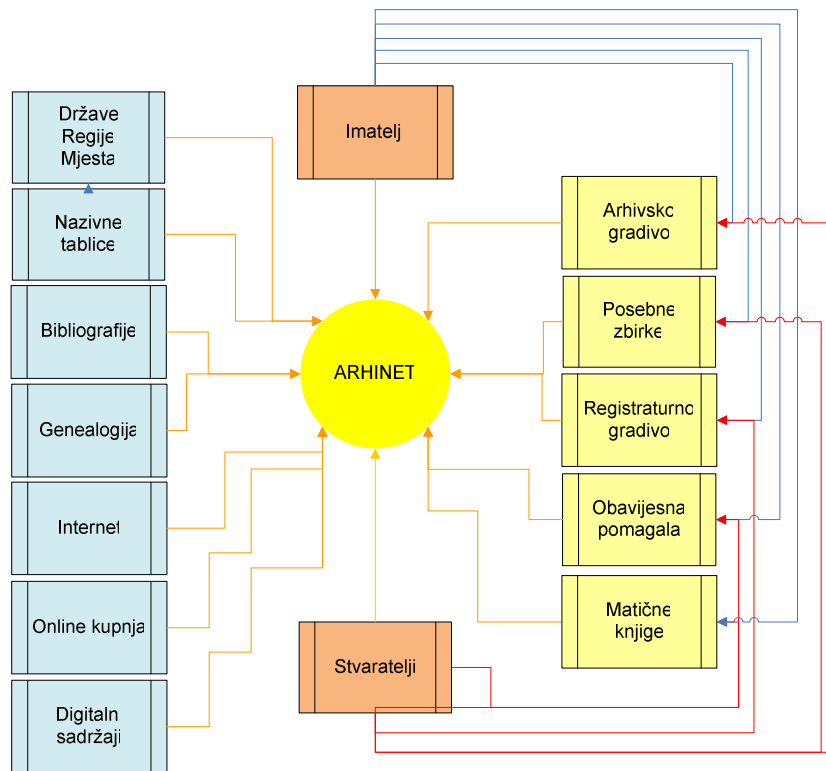 Države
Regije
Mjesta
Nazivne
tablice
Bibliografije
Genealogija
Internet
Online kupnja
Digitaln
sadržaji
Imatelj
ARHINET
Stvaratelji
Arhivsko
gradivo
Posebne
zbirke
Registraturno
gradivo
Obavijesna
pomagala
Matične
knjige